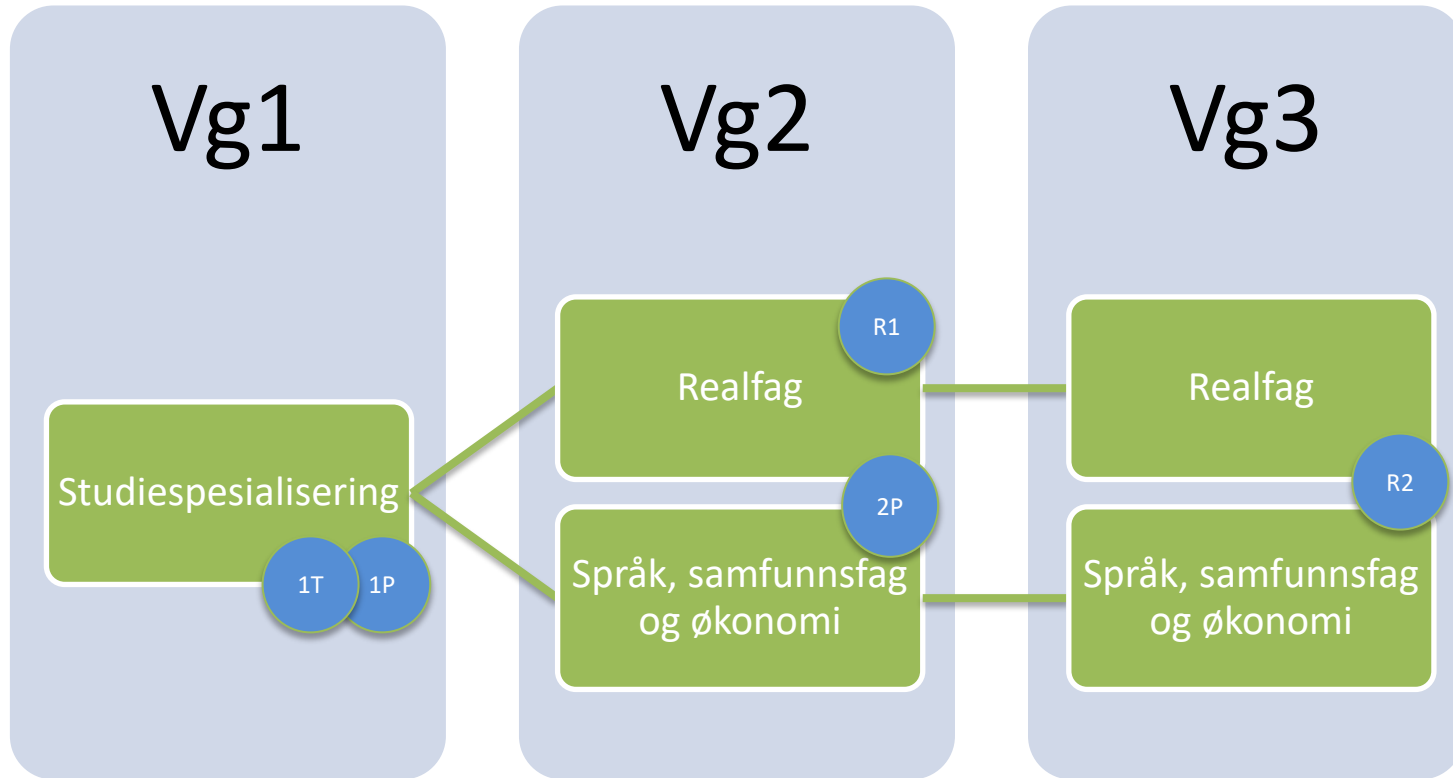 Vg1
Vg2
Vg3
Studiespesialisering
1T
1P
R1
Realfag
2P
Språk, samfunnsfag
og økonomi
Realfag
R2
Språk, samfunnsfag
og økonomi